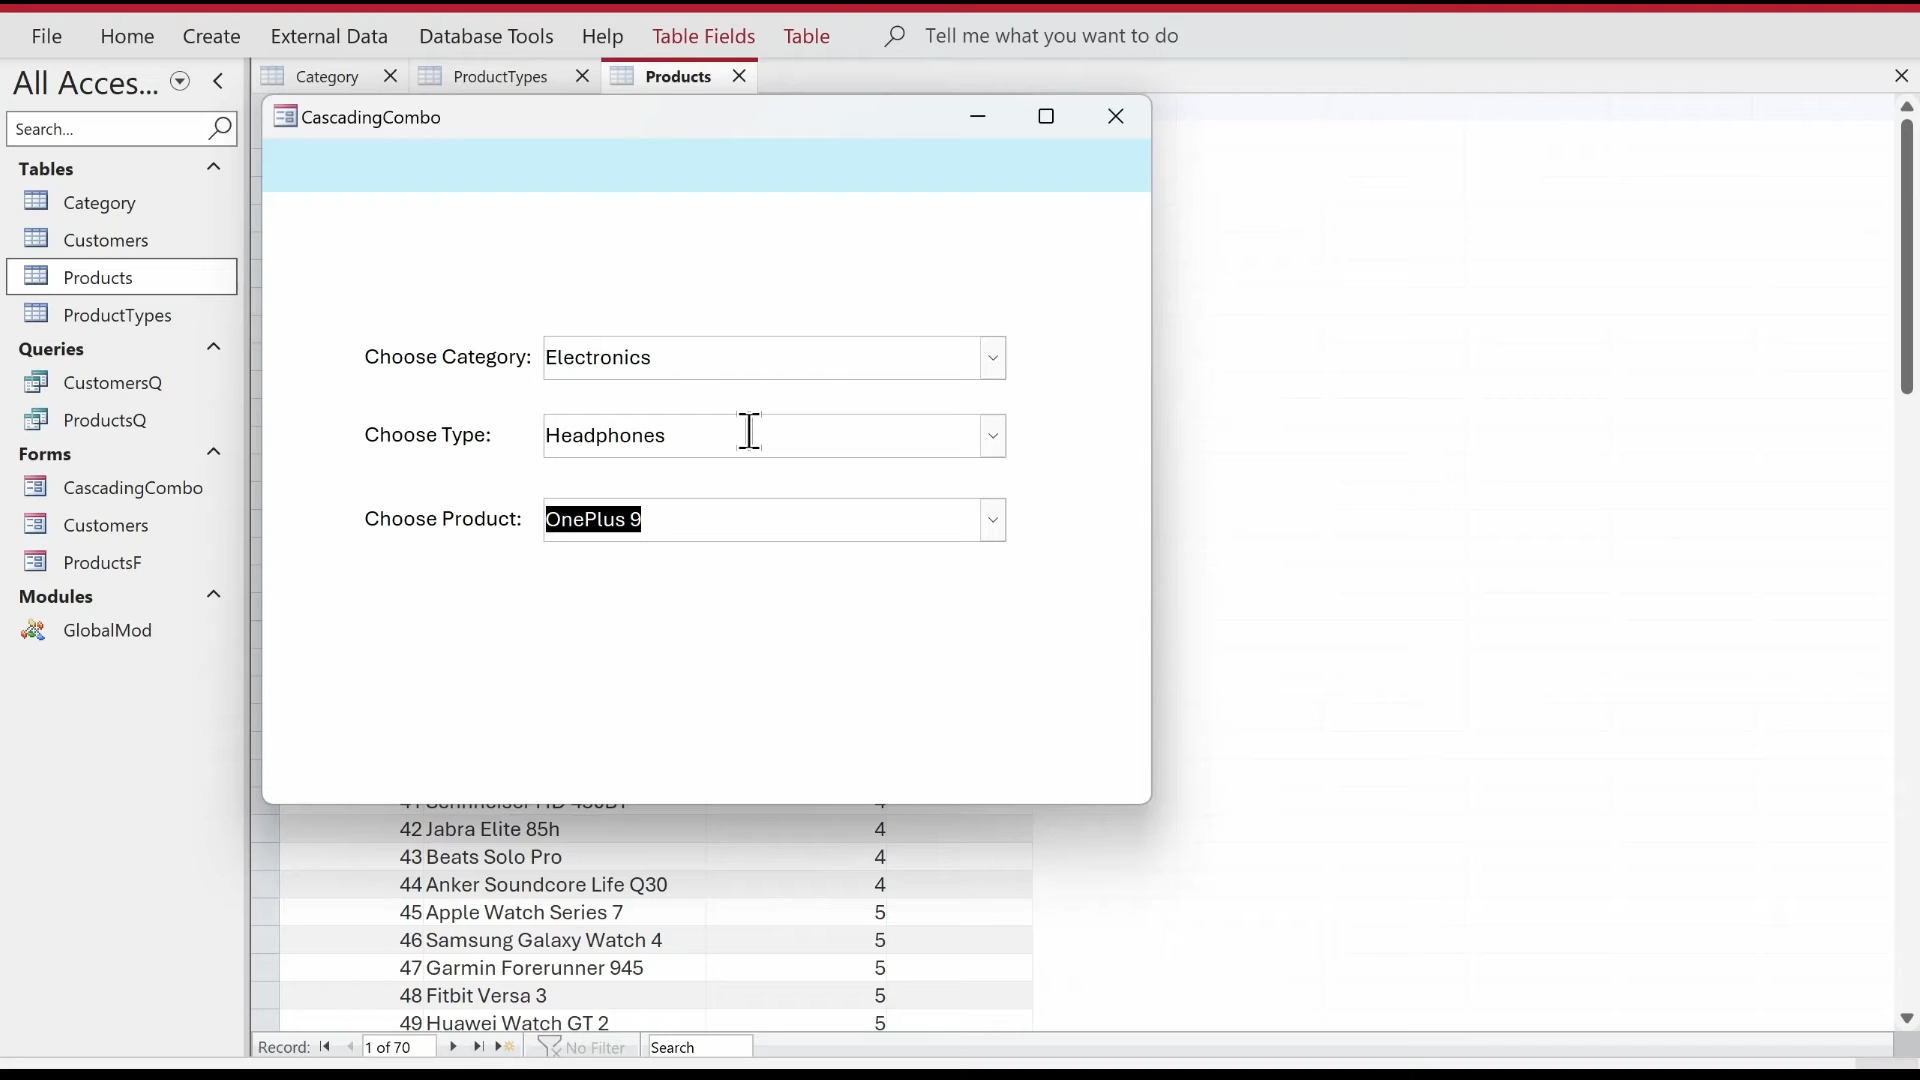 File Home Create External Data Database Tools Help Table Fields Table Tell me what you want to do
All Acces...
Category ProductTypes Products
CascadingCombo
Search...
Tables
Category
Customers
Products
ProductTypes
Queries
CustomersQ
ProductsQ
Forms
CascadingCombo
Customers
ProductsF
Modules
GlobalMod
Choose Category: Electronics
Choose Type: Headphones
Choose Product: OnePlus 9
42 Jabra Elite 85h 4
43 Beats Solo Pro 4
44 Anker Soundcore Life Q30 4
45 Apple Watch Series 7 5
46 Samsung Galaxy Watch 4 5
47 Garmin Forerunner 945 5
48 Fitbit Versa 3 5
49 Huawei Watch GT 2 5
Record: 1 of 70 No Filter Search